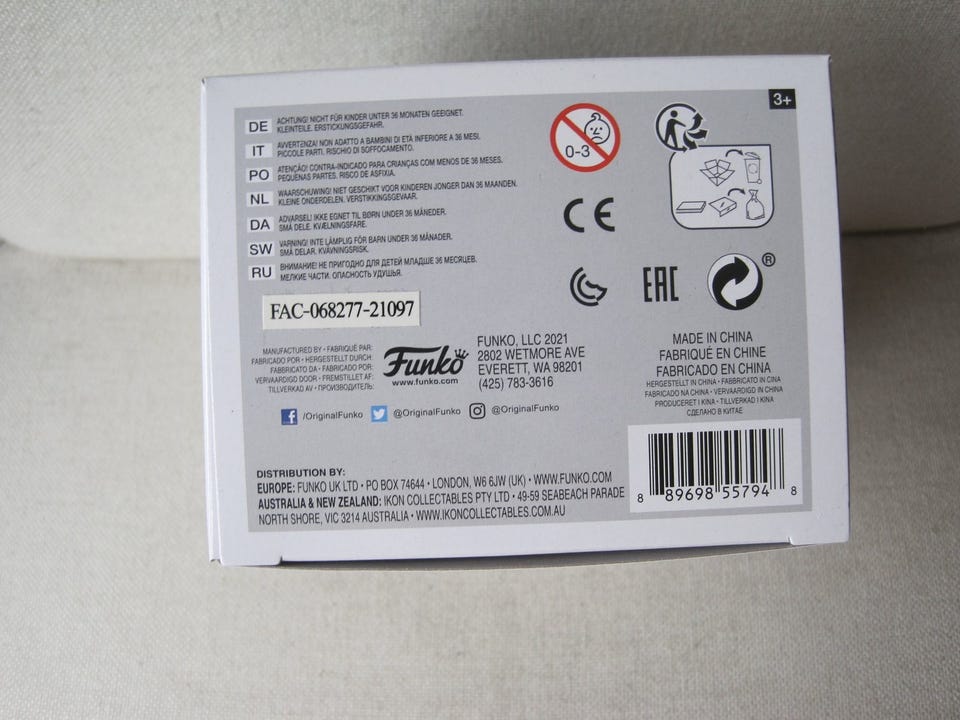 3+
DE ACHTUNG! NICHT FÜR KINDER UNTER 36 MONATEN GEEIGNET.
KLEINTEILE. ERSTICKUNGSGEFAHR.
IT AVVERTENZA! NON ADATTO A BAMBINI DI ETÀ INFERIORE A 36 MESI.
PICCOLE PARTI. RISCHIO DI SOFFOCAMENTO.
PO ATENÇÃO! CONTRA-INDICADO PARA CRIANÇAS COM MENOS DE 36 MESES.
PEQUENAS PARTES. RISCO DE ASFIXIA.
NL WAARSCHUWING! NIET GESCHIKT VOOR KINDEREN JONGER DAN 36 MAANDEN.
KLEINE ONDERDELEN. VERSTIKKINGSGEVAAR.
DA ADVARSEL! IKKE EGNET TIL BØRN UNDER 36 MÅNEDER.
SMÅ DELE. KVÆLNINGSFARE.
SW VARNING! INTE LÄMPLIG FÖR BARN UNDER 36 MÅNADER.
SMÅ DELAR. KVÄVNINGSRISK.
RU ВНИМАНИЕ! НЕ ПРИГОДНО ДЛЯ ДЕТЕЙ МЛАДШЕ 36 МЕСЯЦЕВ.
МЕЛКИЕ ЧАСТИ. ОПАСНОСТЬ УДУШЬЯ.
0-3
CE
EAC
®
FAC-068277-21097
MANUFACTURED BY • FABRIQUÉ PAR:
FABRICADO POR • HERGESTELLT DURCH:
FABBRICATO DA • FABRICADO POR:
VERVAARDIGD DOOR • FREMSTILLET AF:
TILLVERKAD AV • ПРОИЗВОДИТЕЛЬ:
Funko
www.funko.com
FUNKO, LLC 2021
2802 WETMORE AVE
EVERETT, WA 98201
(425) 783-3616
MADE IN CHINA
FABRIQUÉ EN CHINE
FABRICADO EN CHINA
HERGESTELLT IN CHINA • FABBRICATO IN CINA
FABRICADO NA CHINA • VERVAARDIGD IN CHINA
PRODUCERET I KINA • TILLVERKAD I KINA
СДЕЛАНО В КИТАЕ
f /OriginalFunko @OriginalFunko @OriginalFunko
DISTRIBUTION BY:
EUROPE: FUNKO UK LTD • PO BOX 74644 • LONDON, W6 6JW (UK) • WWW.FUNKO.COM
AUSTRALIA & NEW ZEALAND: IKON COLLECTABLES PTY LTD • 49-59 SEABEACH PARADE
NORTH SHORE, VIC 3214 AUSTRALIA • WWW.IKONCOLLECTABLES.COM.AU
8 89698 55794 8